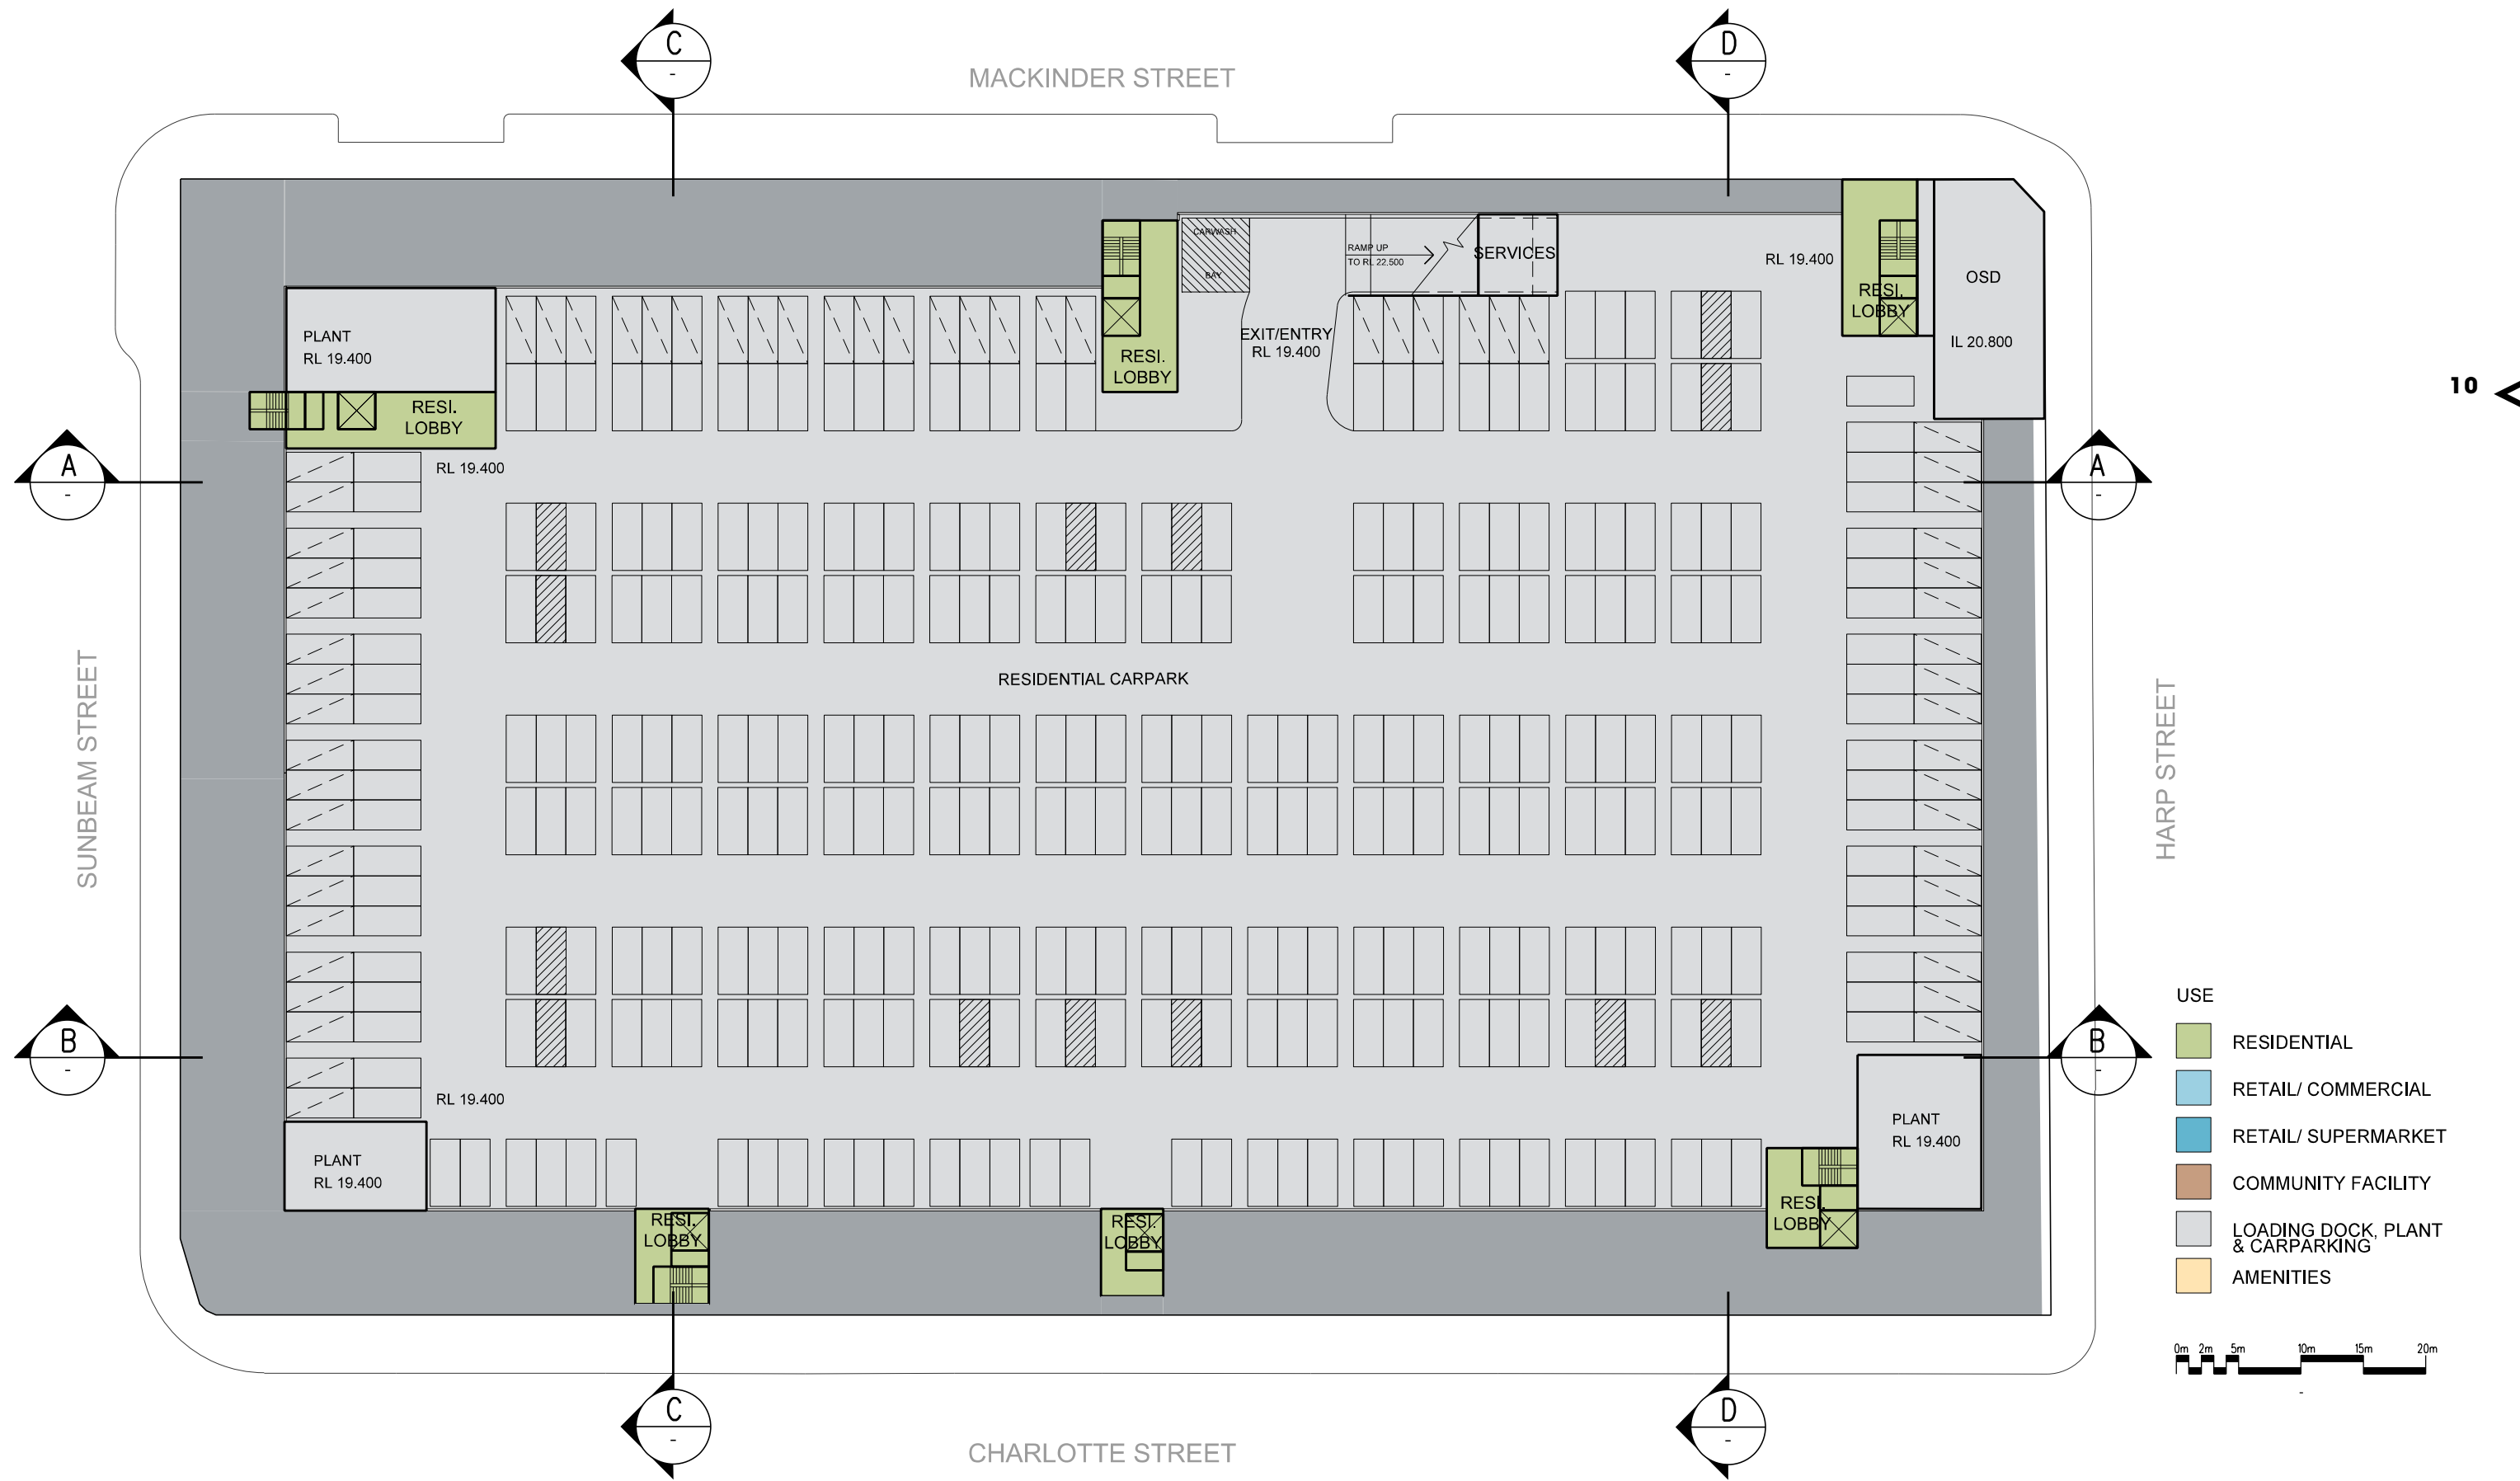 C
-
D
-
MACKINDER STREET
CARWASH
BAY
RAMP UP
TO RL 22.500
SERVICES
RL 19.400
RESI.
LOBBY
OSD
IL 20.800
PLANT
RL 19.400
EXIT/ENTRY
RL 19.400
RESI.
LOBBY
RESI.
LOBBY
10
A
-
RL 19.400
A
-
SUNBEAM STREET
RESIDENTIAL CARPARK
HARP STREET
B
-
RL 19.400
B
-
PLANT
RL 19.400
PLANT
RL 19.400
RESI.
LOBBY
RESI.
LOBBY
RESI.
LOBBY
USE
RESIDENTIAL
RETAIL/ COMMERCIAL
RETAIL/ SUPERMARKET
COMMUNITY FACILITY
LOADING DOCK, PLANT
& CARPARKING
AMENITIES
0m 2m 5m 10m 15m 20m
-
C
-
D
-
CHARLOTTE STREET